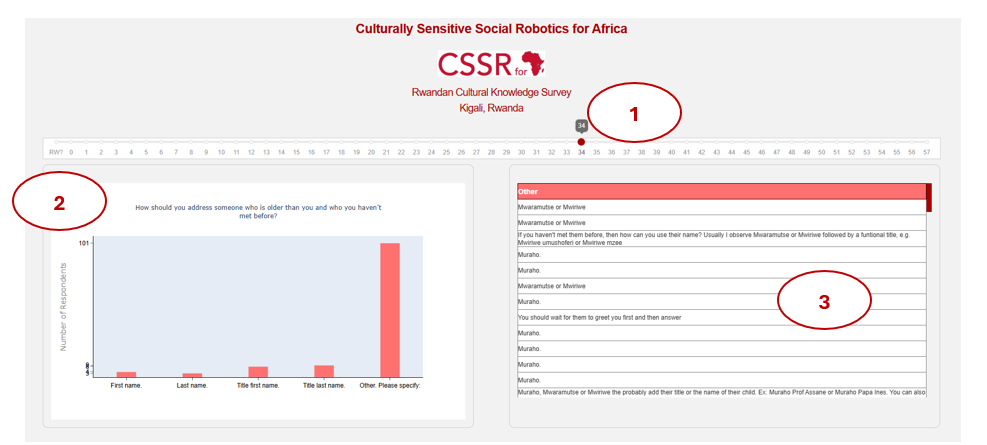 Culturally Sensitive Social Robotics for Africa
CSSR for
Rwandan Cultural Knowledge Survey
Kigali, Rwanda
1
34
RW? 0 1 2 3 4 5 6 7 8 9 10 11 12 13 14 15 16 17 18 19 20 21 22 23 24 25 26 27 28 29 30 31 32 33 34 35 36 37 38 39 40 41 42 43 44 45 46 47 48 49 50 51 52 53 54 55 56 57
2
How should you address someone who is older than you and who you haven't
met before?
101
Number of Respondents
First name. Last name. Title first name. Title last name. Other. Please specify:
Other
Mwaramutse or Mwiriwe
Mwaramutse or Mwiriwe
If you haven't met them before, then how can you use their name? Usually I observe Mwaramutse or Mwiriwe followed by a funtional title, e.g.
Mwiriwe umushoferi or Mwiriwe mzee
Muraho.
Muraho.
Mwaramutse or Mwiriwe
Muraho.
3
You should wait for them to greet you first and then answer
Muraho.
Muraho.
Muraho.
Muraho.
Muraho, Mwaramutse or Mwiriwe the probably add their title or the name of their child. Ex: Muraho Prof Assane or Muraho Papa Ines. You can also